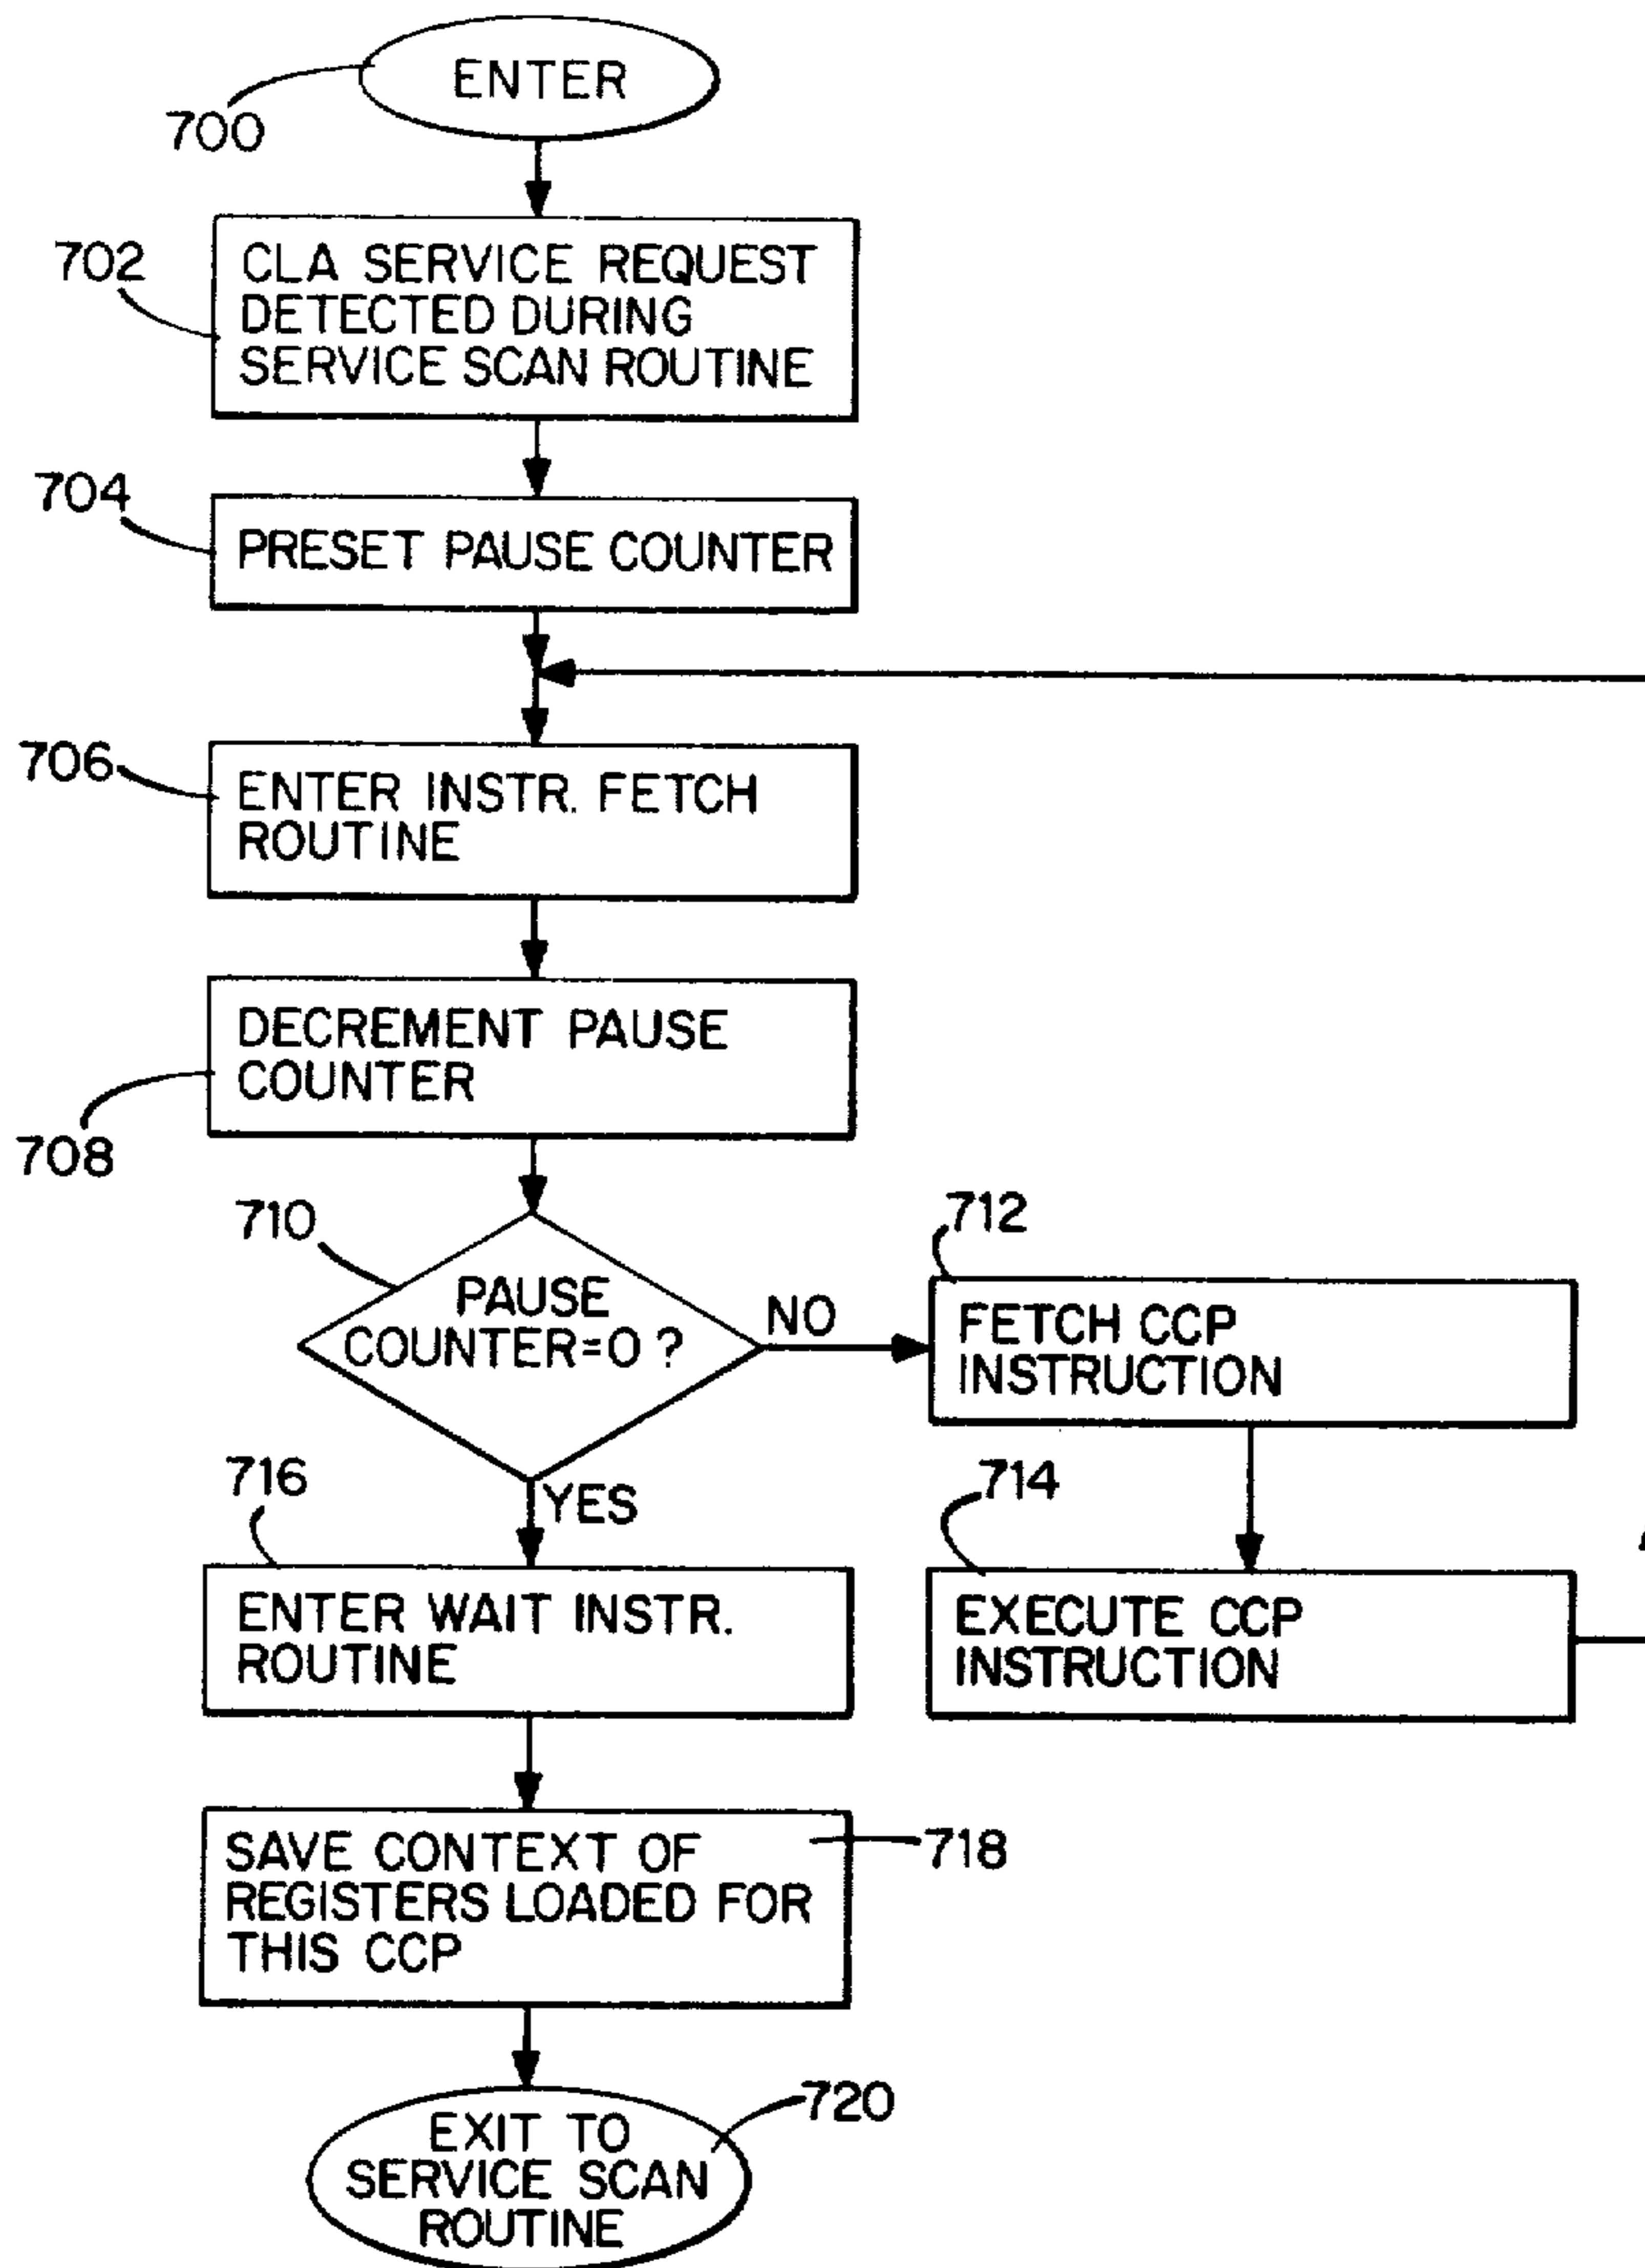 ENTER
700
702
CLA SERVICE REQUEST
DETECTED DURING
SERVICE SCAN ROUTINE
704
PRESET PAUSE COUNTER
706
ENTER INSTR. FETCH
ROUTINE
DECREMENT PAUSE
COUNTER
708
710
PAUSE
COUNTER=0 ?
NO
712
FETCH CCP
INSTRUCTION
YES
714
EXECUTE CCP
INSTRUCTION
716
ENTER WAIT INSTR.
ROUTINE
718
SAVE CONTEXT OF
REGISTERS LOADED FOR
THIS CCP
720
EXIT TO
SERVICE SCAN
ROUTINE